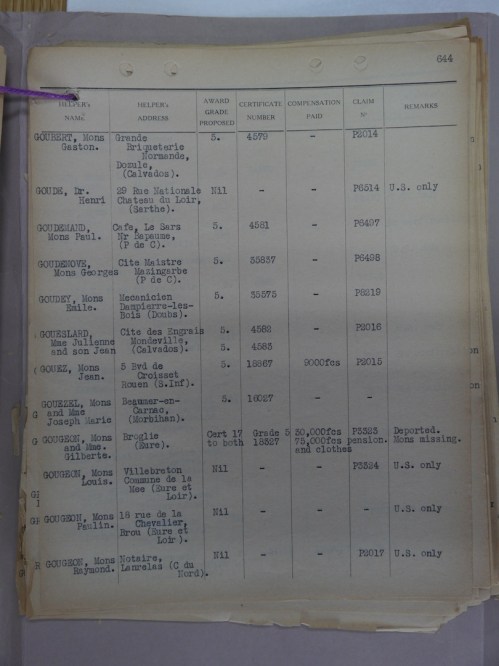 644
HELPER's NAME HELPER's ADDRESS AWARD GRADE PROPOSED CERTIFICATE NUMBER COMPENSATION PAID CLAIM No REMARKS
GOUBERT, Mons Grande 5. 4579 - P2014
Gaston. Briqueterie
Normande,
Dozule,
(Calvados).
GOUDE, Dr. 29 Rue Nationale Nil - - P6514 U.S. only
Henri Chateau du Loir,
(Sarthe).
GOUDEMAND, Cafe, Le Sars 5. 4581 - P6497
Mons Paul. Nr Bapaume,
(P de C).
GOUDENOVE, Cite Maistre 5. 35837 - P6498
Mons Georges Mazingarbe
(P de C).
GOUDEY, Mons Mecanicien 5. 35575 - P6219
Emile. Dampierre-les-
Bois (Doubs).
GOUESLARD, Cite des Engrais 5. 4582 - P2016
Mme Julienne Mondeville,
and son Jean (Calvados). 5. 4583
GOUEZ, Mons 5 Bvd de 5. 18867 9000fcs P2015
Jean. Croisset
Rouen (S.Inf).
GOUEZEL, Mons Beaumer-en- 5. 16027 - -
and Mme Carnac,
Joseph Marie (Morbihan).
GOUGEON, Mons Broglie Cert 17 Grade 5 30,000fcs P3323 Deported.
and Mme. (Eure). to both 18327 75,000fcs pension. Mons missing.
Gilberte. and clothes
GOUGEON, Mons Villebreton Nil - - P3324 U.S. only
Louis. Commune de la
Mee (Eure et
Loir).
GOUGEON, Mons 18 rue de la Nil - - - U.S. only
Paulin. Chevalier,
Brou (Eure et
Loir).
GOUGEON, Mons Notaire, Nil - - P2017 U.S. only
Raymond. Lanrelas (C du
Nord).